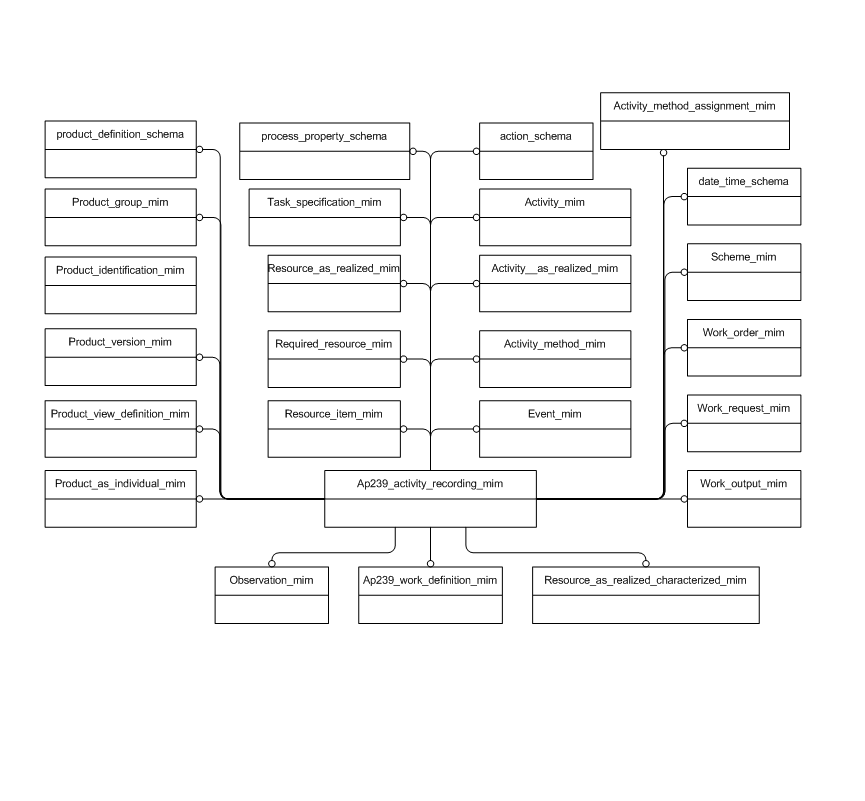 Activity_method_assignment_mim
product_definition_schema
process_property_schema
action_schema
date_time_schema
Product_group_mim
Task_specification_mim
Activity_mim
Scheme_mim
Product_identification_mim
Resource_as_realized_mim
Activity__as_realized_mim
Work_order_mim
Product_version_mim
Required_resource_mim
Activity_method_mim
Work_request_mim
Product_view_definition_mim
Resource_item_mim
Event_mim
Product_as_individual_mim
Ap239_activity_recording_mim
Work_output_mim
Observation_mim
Ap239_work_definition_mim
Resource_as_realized_characterized_mim